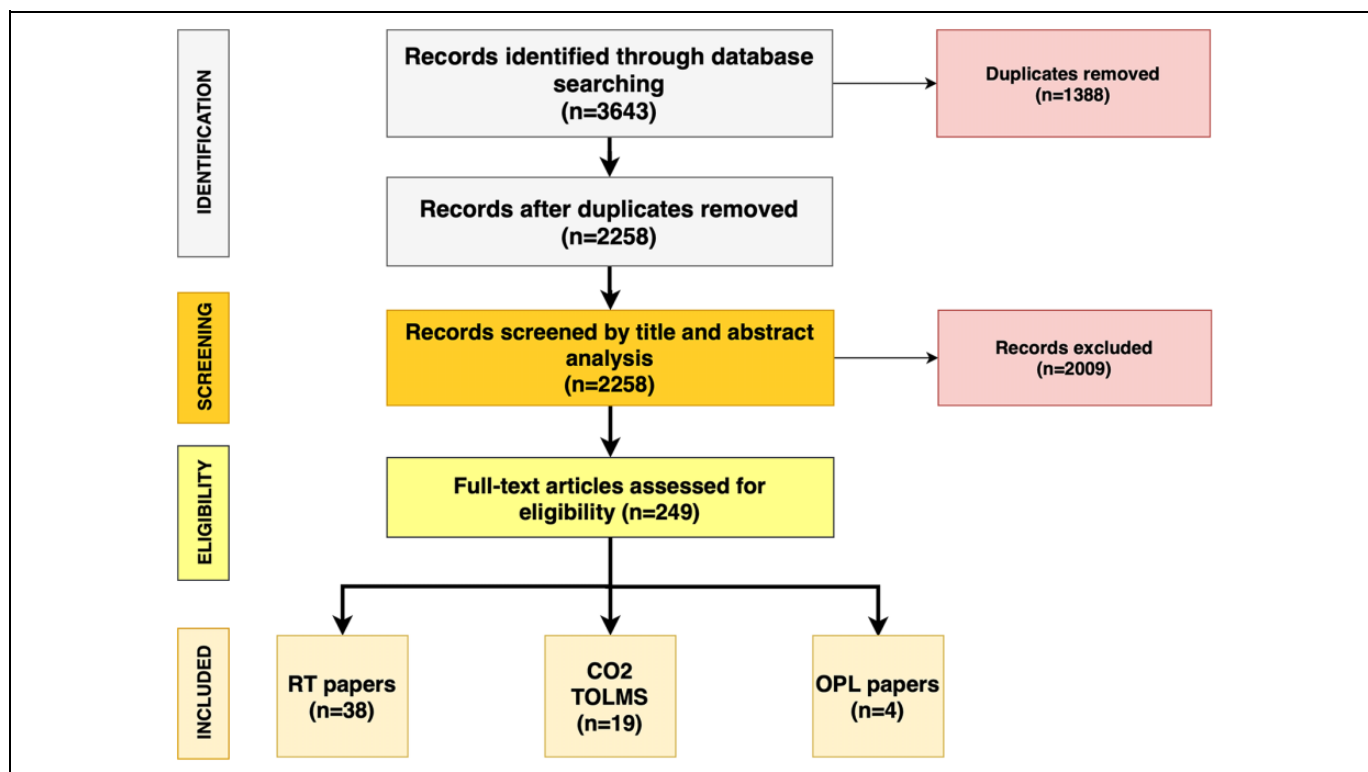 IDENTIFICATION
Records identified through database
searching
(n=3643)
Duplicates removed
(n=1388)
Records after duplicates removed
(n=2258)
SCREENING
Records screened by title and abstract
analysis
(n=2258)
Records excluded
(n=2009)
ELIGIBILITY
Full-text articles assessed for
eligibility (n=249)
INCLUDED
RT papers
(n=38)
CO2
TOLMS
(n=19)
OPL papers
(n=4)